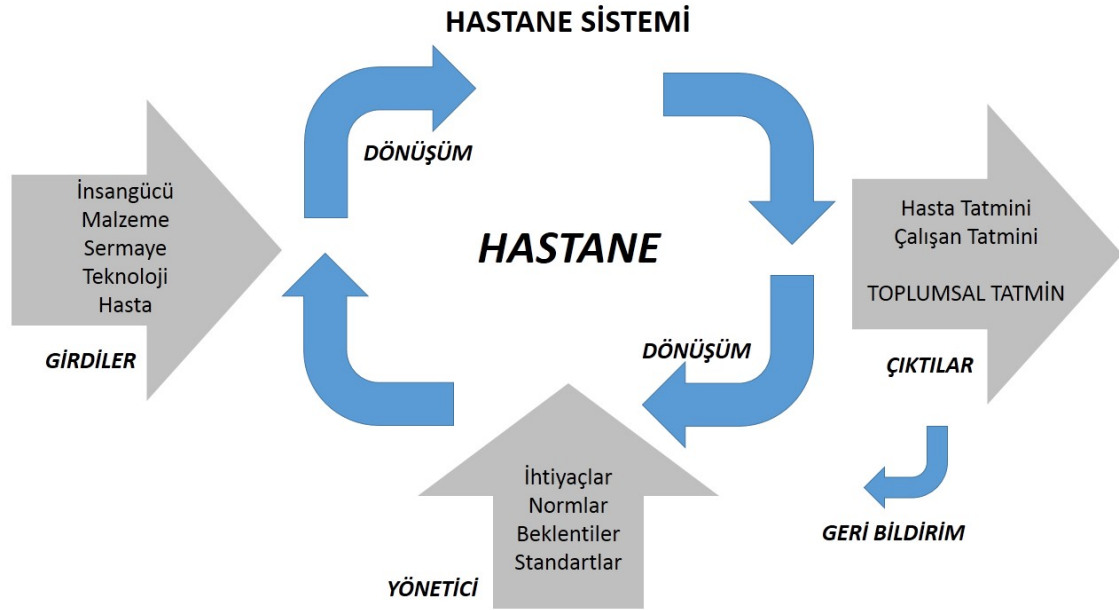 HASTANE SİSTEMİ
DÖNÜŞÜM
İnsangücü
Malzeme
Sermaye
Teknoloji
Hasta
GİRDİLER
HASTANE
Hasta Tatmini
Çalışan Tatmini
TOPLUMSAL TATMİN
ÇIKTILAR
DÖNÜŞÜM
İhtiyaçlar
Normlar
Beklentiler
Standartlar
YÖNETİCİ
GERİ BİLDİRİM